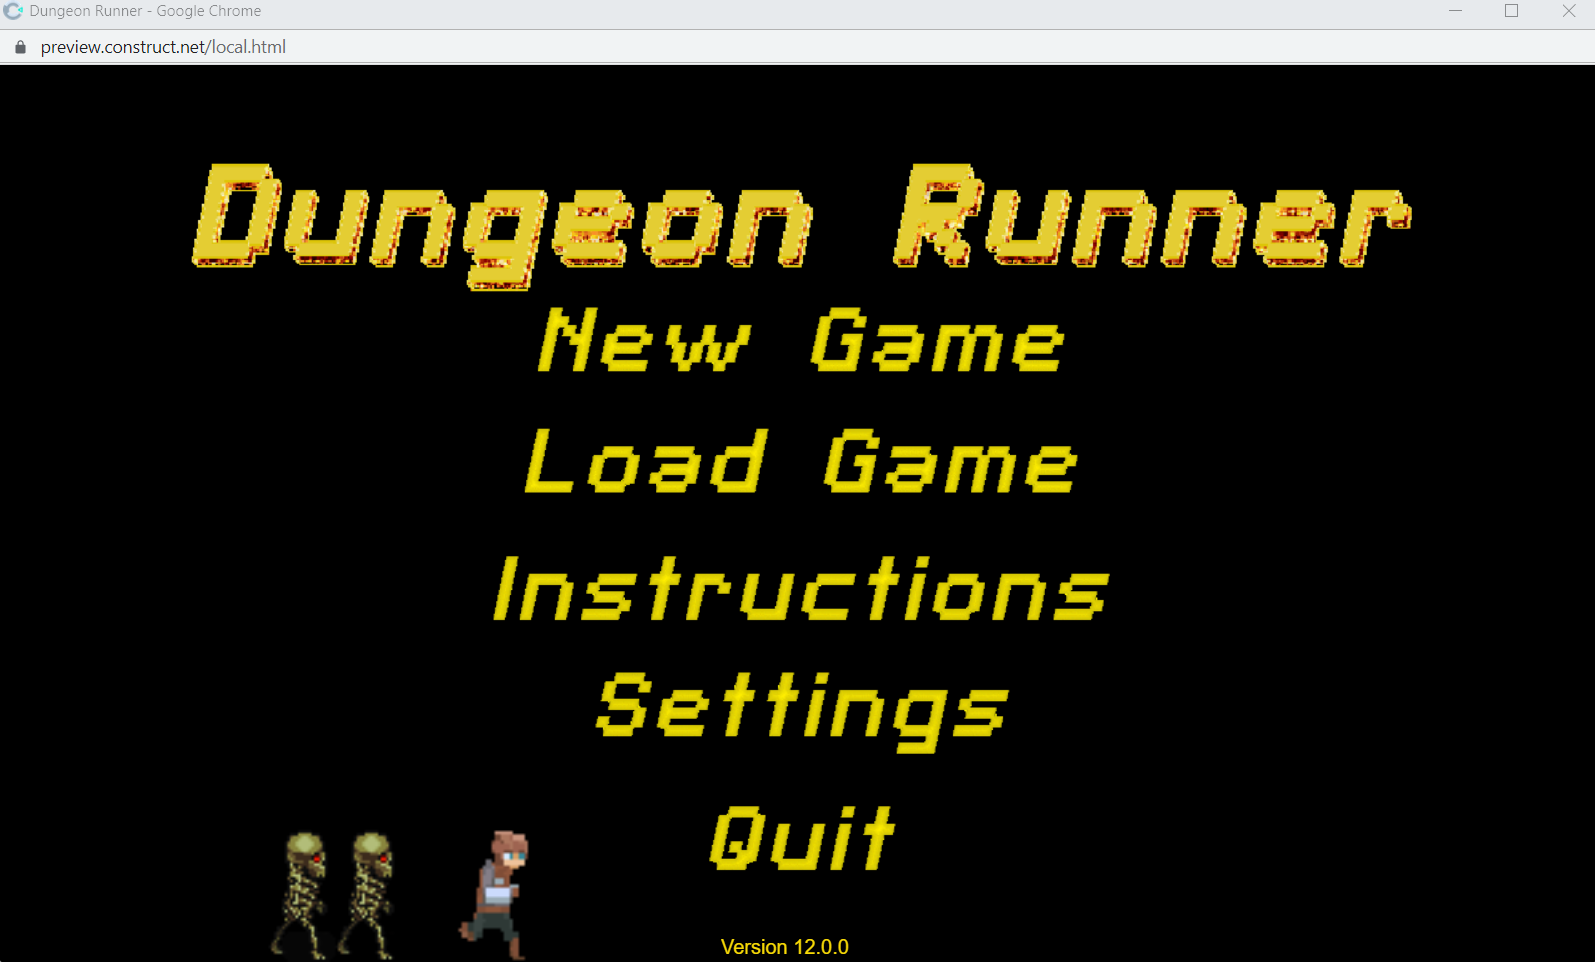 Dungeon Runner - Google Chrome
preview.construct.net/local.html
Dungeon Runner
New Game
Load Game
Instructions
Settings
Quit
Version 12.0.0